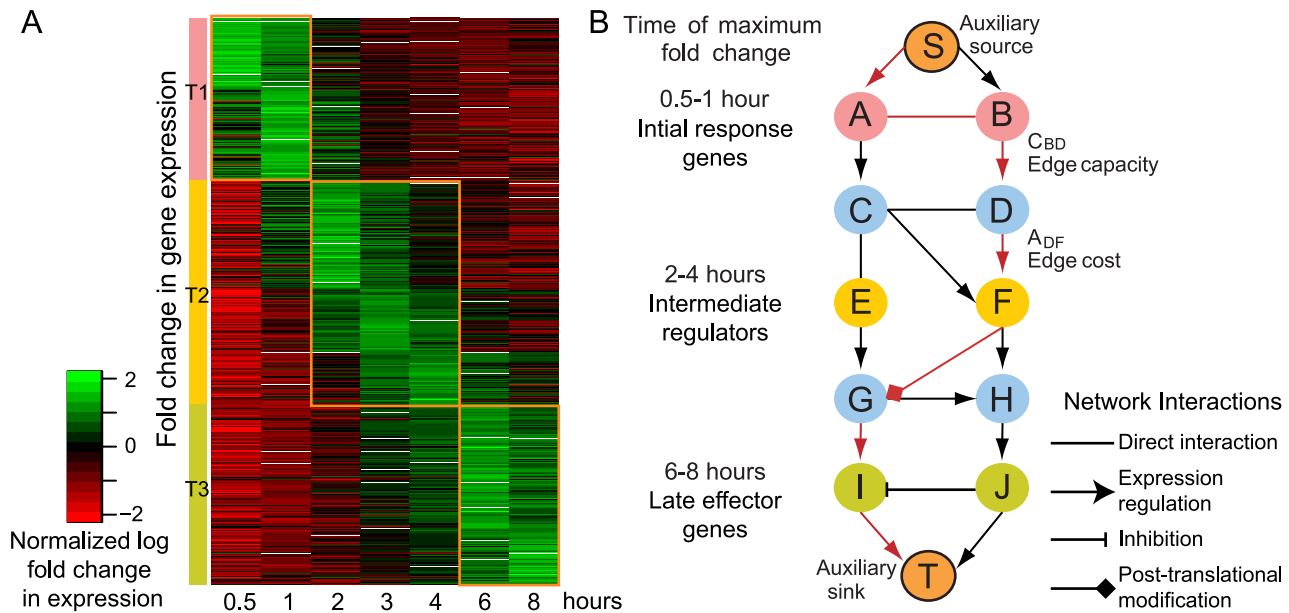 A
Fold change in gene expression
T1
T2
T3
2
0
−2
Normalized log
fold change
in expression
0.5 1 2 3 4 6 8 hours
B
Time of maximum
fold change
0.5-1 hour
Intial response
genes
2-4 hours
Intermediate
regulators
6-8 hours
Late effector
genes
S
Auxiliary
source
A
B
CBD
Edge capacity
C
D
ADF
Edge cost
E
F
G
H
I
J
Auxiliary
sink
T
Network Interactions
Direct interaction
Expression
regulation
Inhibition
Post-translational
modification